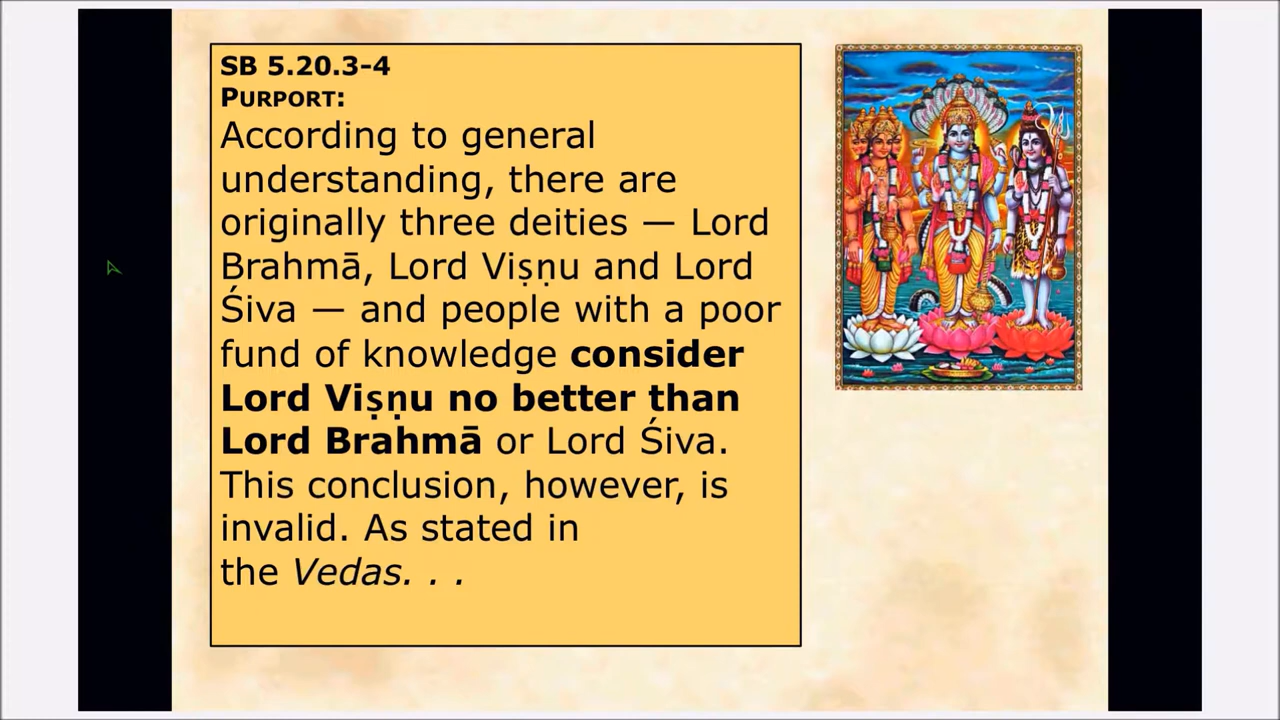 SB 5.20.3-4
PURPORT:
According to general
understanding, there are
originally three deities — Lord
Brahmā, Lord Viṣṇu and Lord
Śiva — and people with a poor
fund of knowledge consider
Lord Viṣṇu no better than
Lord Brahmā or Lord Śiva.
This conclusion, however, is
invalid. As stated in
the Vedas. . .